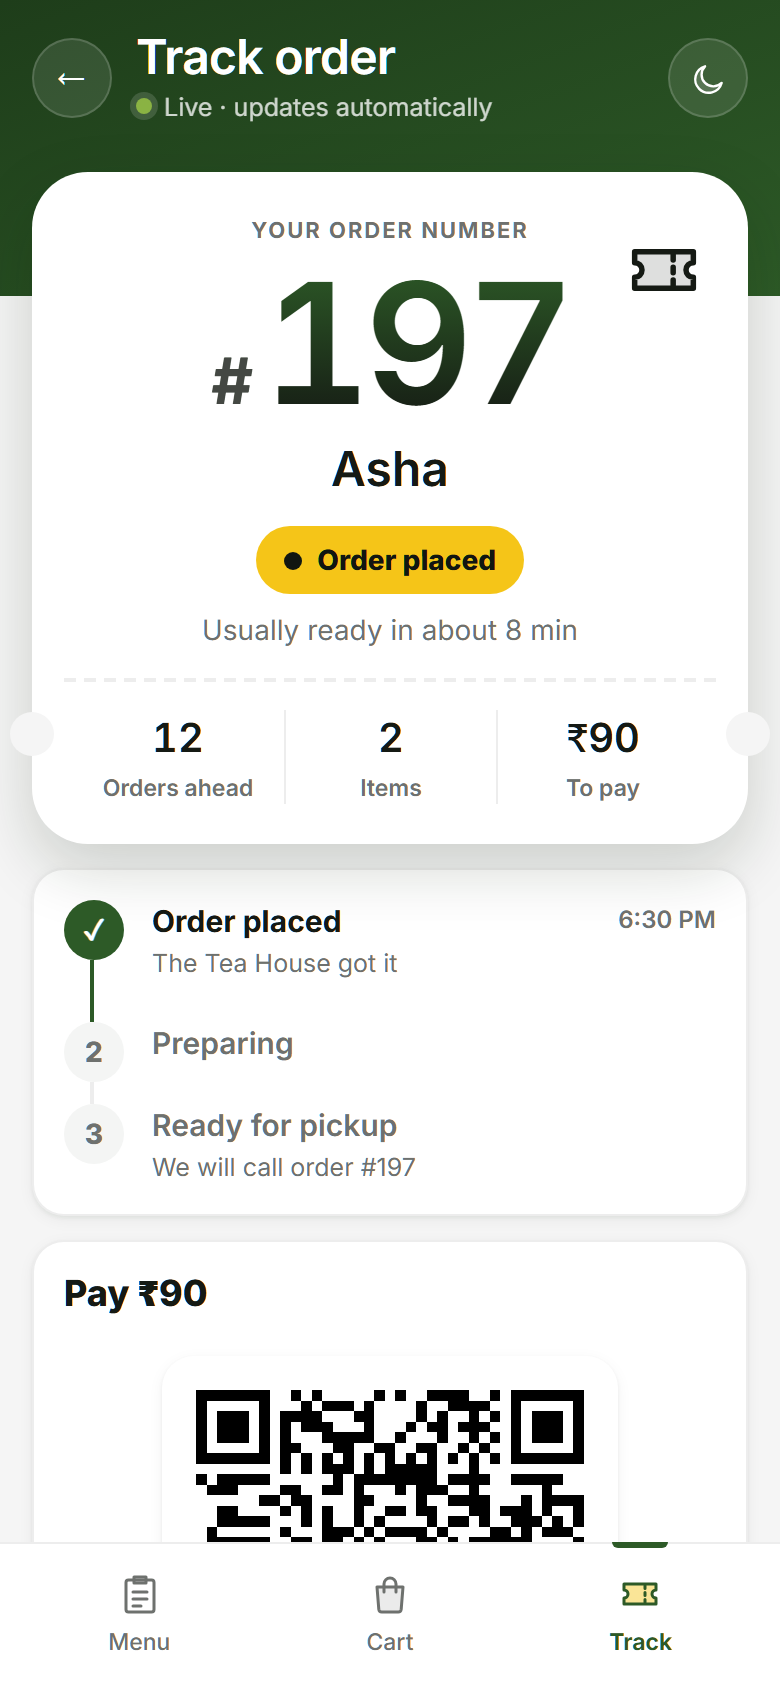 ←
Track order
Live · updates automatically
YOUR ORDER NUMBER
#197
Asha
Order placed
Usually ready in about 8 min
12
Orders ahead
2
Items
₹90
To pay
✓
Order placed
6:30 PM
The Tea House got it
2
Preparing
3
Ready for pickup
We will call order #197
Pay ₹90
Menu
Cart
Track